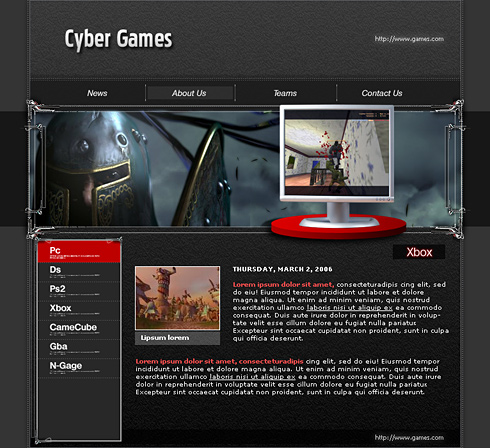 Cyber Games
http://www.games.com
News
About Us
Teams
Contact Us
Xbox
Pc
Ds
Ps2
Xbox
CameCube
Gba
N-Gage
Lipsum lorem
THURSDAY, MARCH 2, 2006
Lorem ipsum dolor sit amet, consecteturadips cing elit, sed
do eiu! Eiusmod tempor incididunt ut labore et dolore
magna aliqua. Ut enim ad minim veniam, quis nostrud
exercitation ullamco laboris nisi ut aliquip ex ea commodo
consequat. Duis aute irure dolor in reprehenderit in volup-
tate velit esse cillum dolore eu fugiat nulla pariatur.
Excepteur sint occaecat cupidatat non proident, sunt in culpa
qui officia deserunt.
Lorem ipsum dolor sit amet, consecteturadipis cing elit, sed do eiu! Eiusmod tempor
incididunt ut labore et dolore magna aliqua. Ut enim ad minim veniam, quis nostrud
exercitation ullamco laboris nisi ut aliquip ex ea commodo consequat. Duis aute irure
dolor in reprehenderit in voluptate velit esse cillum dolore eu fugiat nulla pariatur.
Excepteur sint occaecat cupidatat non proident, sunt in culpa qui officia deserunt.
http://www.games.com